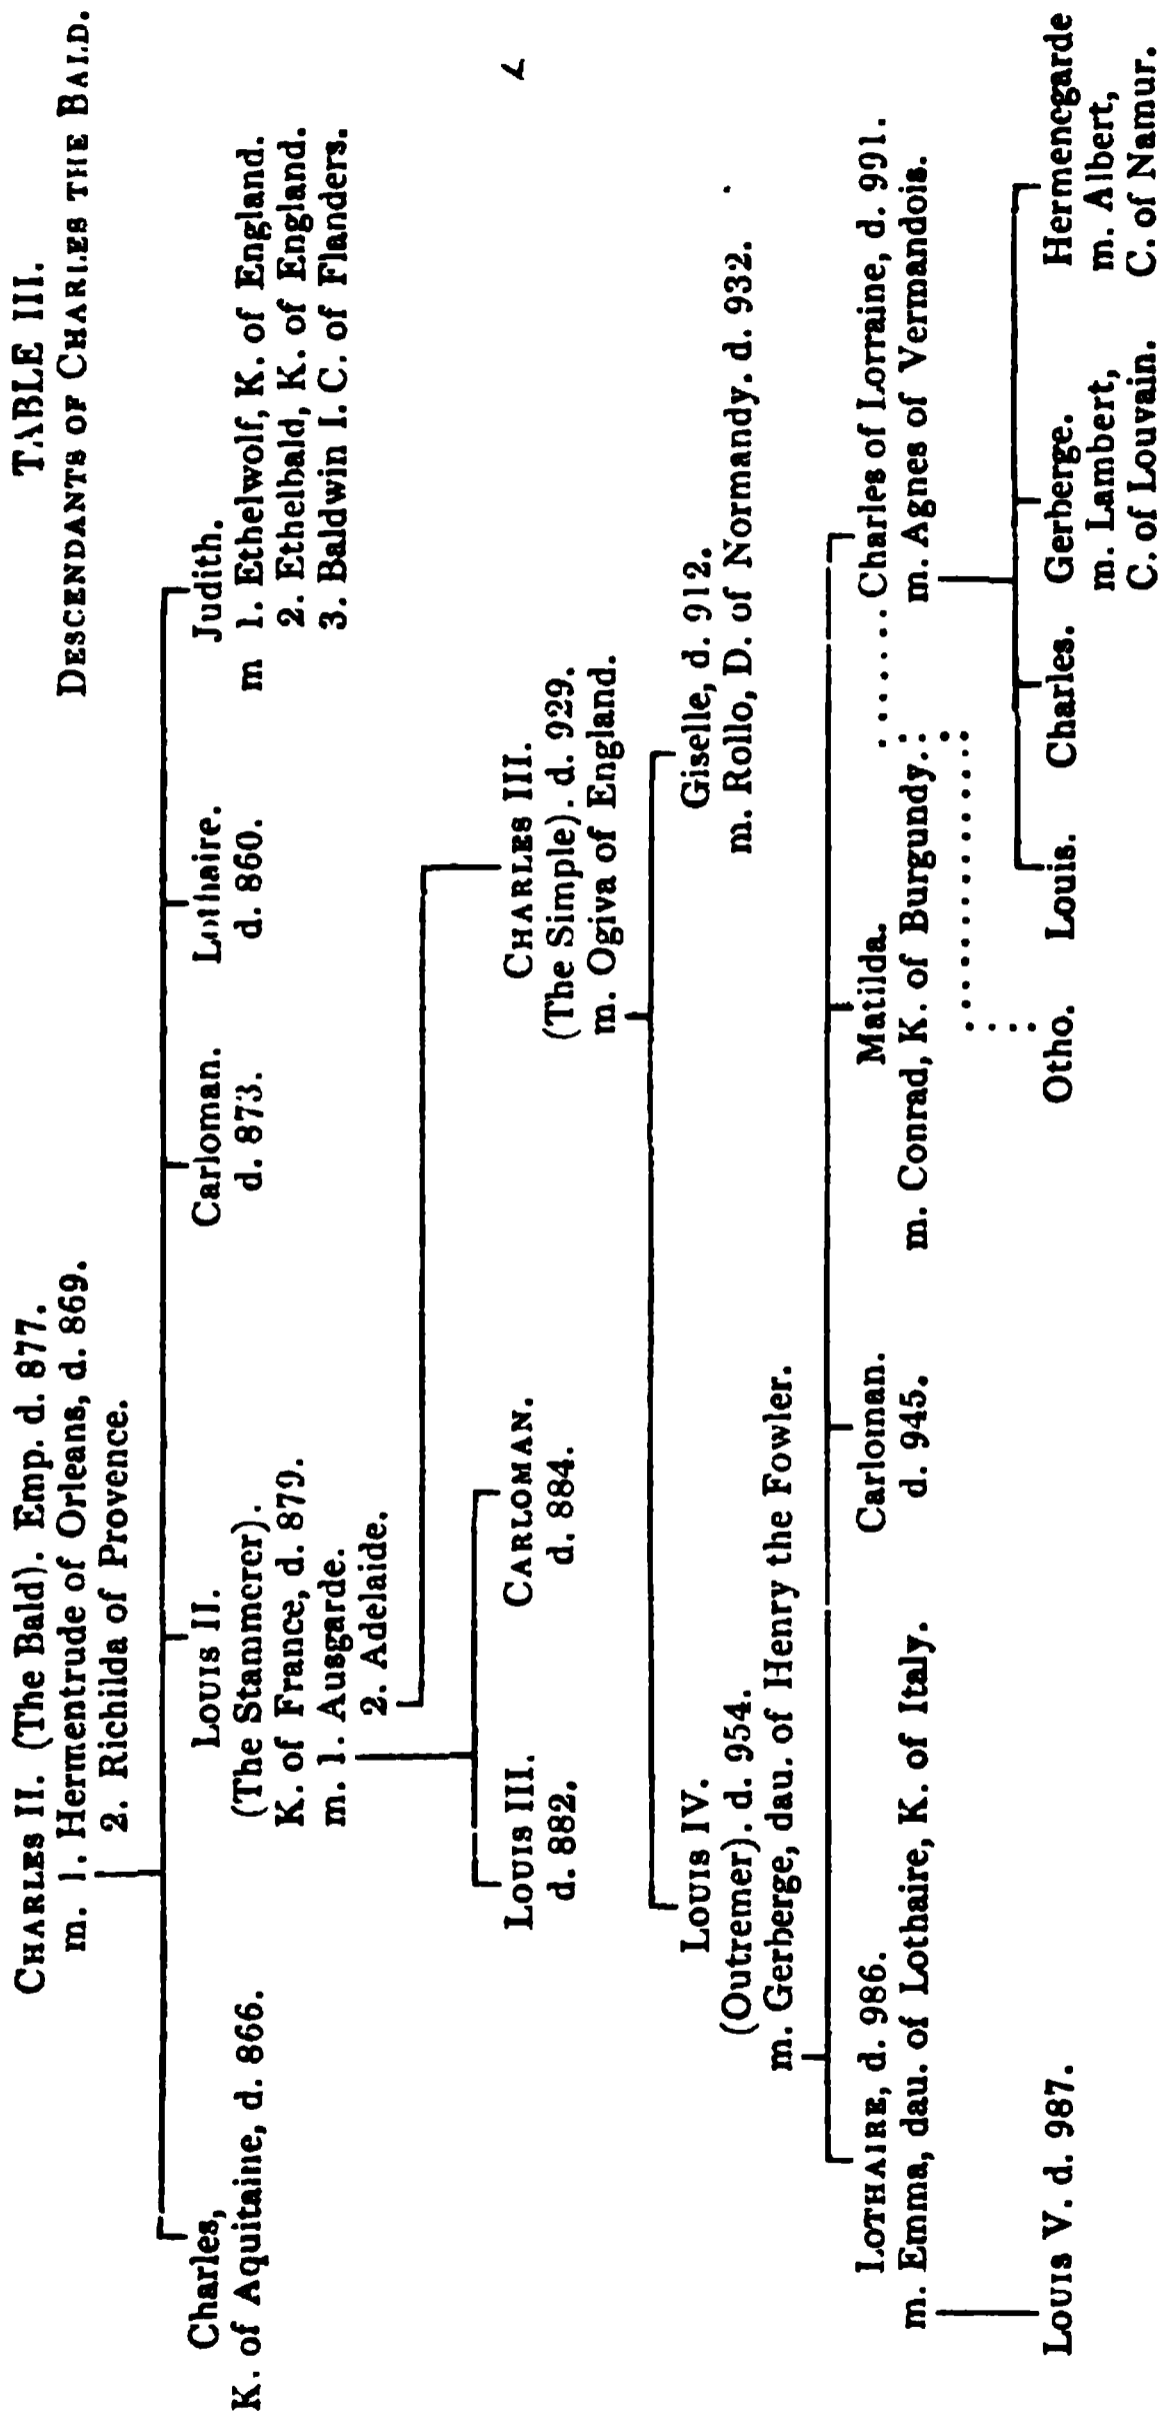 TABLE III.
DESCENDANTS OF CHARLES THE BALD.
CHARLES II. (The Bald). Emp. d. 877.
m. 1. Hermentrude of Orleans, d. 869.
2. Richilda of Provence.
Charles,
K. of Aquitaine, d. 866.
LOUIS II.
(The Stammerer).
K. of France, d. 879.
m. 1. Ausgarde.
2. Adelaide.
Carloman.
d. 873.
Lothaire.
d. 860.
Judith.
m 1. Ethelwolf, K. of England.
2. Ethelbald, K. of England.
3. Baldwin I. C. of Flanders.
LOUIS III.
d. 882.
CARLOMAN.
d. 884.
CHARLES III.
(The Simple). d. 929.
m. Ogiva of England.
LOUIS IV.
(Outremer). d. 954.
m. Gerberge, dau. of Henry the Fowler.
Giselle, d. 912.
m. Rollo, D. of Normandy. d. 932.
LOTHAIRE, d. 986.
m. Emma, dau. of Lothaire, K. of Italy.
Carloman.
d. 945.
Matilda.
m. Conrad, K. of Burgundy.
Charles of Lorraine, d. 991.
m. Agnes of Vermandois.
LOUIS V. d. 987.
Otho.
Louis.
Charles.
Gerberge.
m. Lambert,
C. of Louvain.
Hermengarde
m. Albert,
C. of Namur.